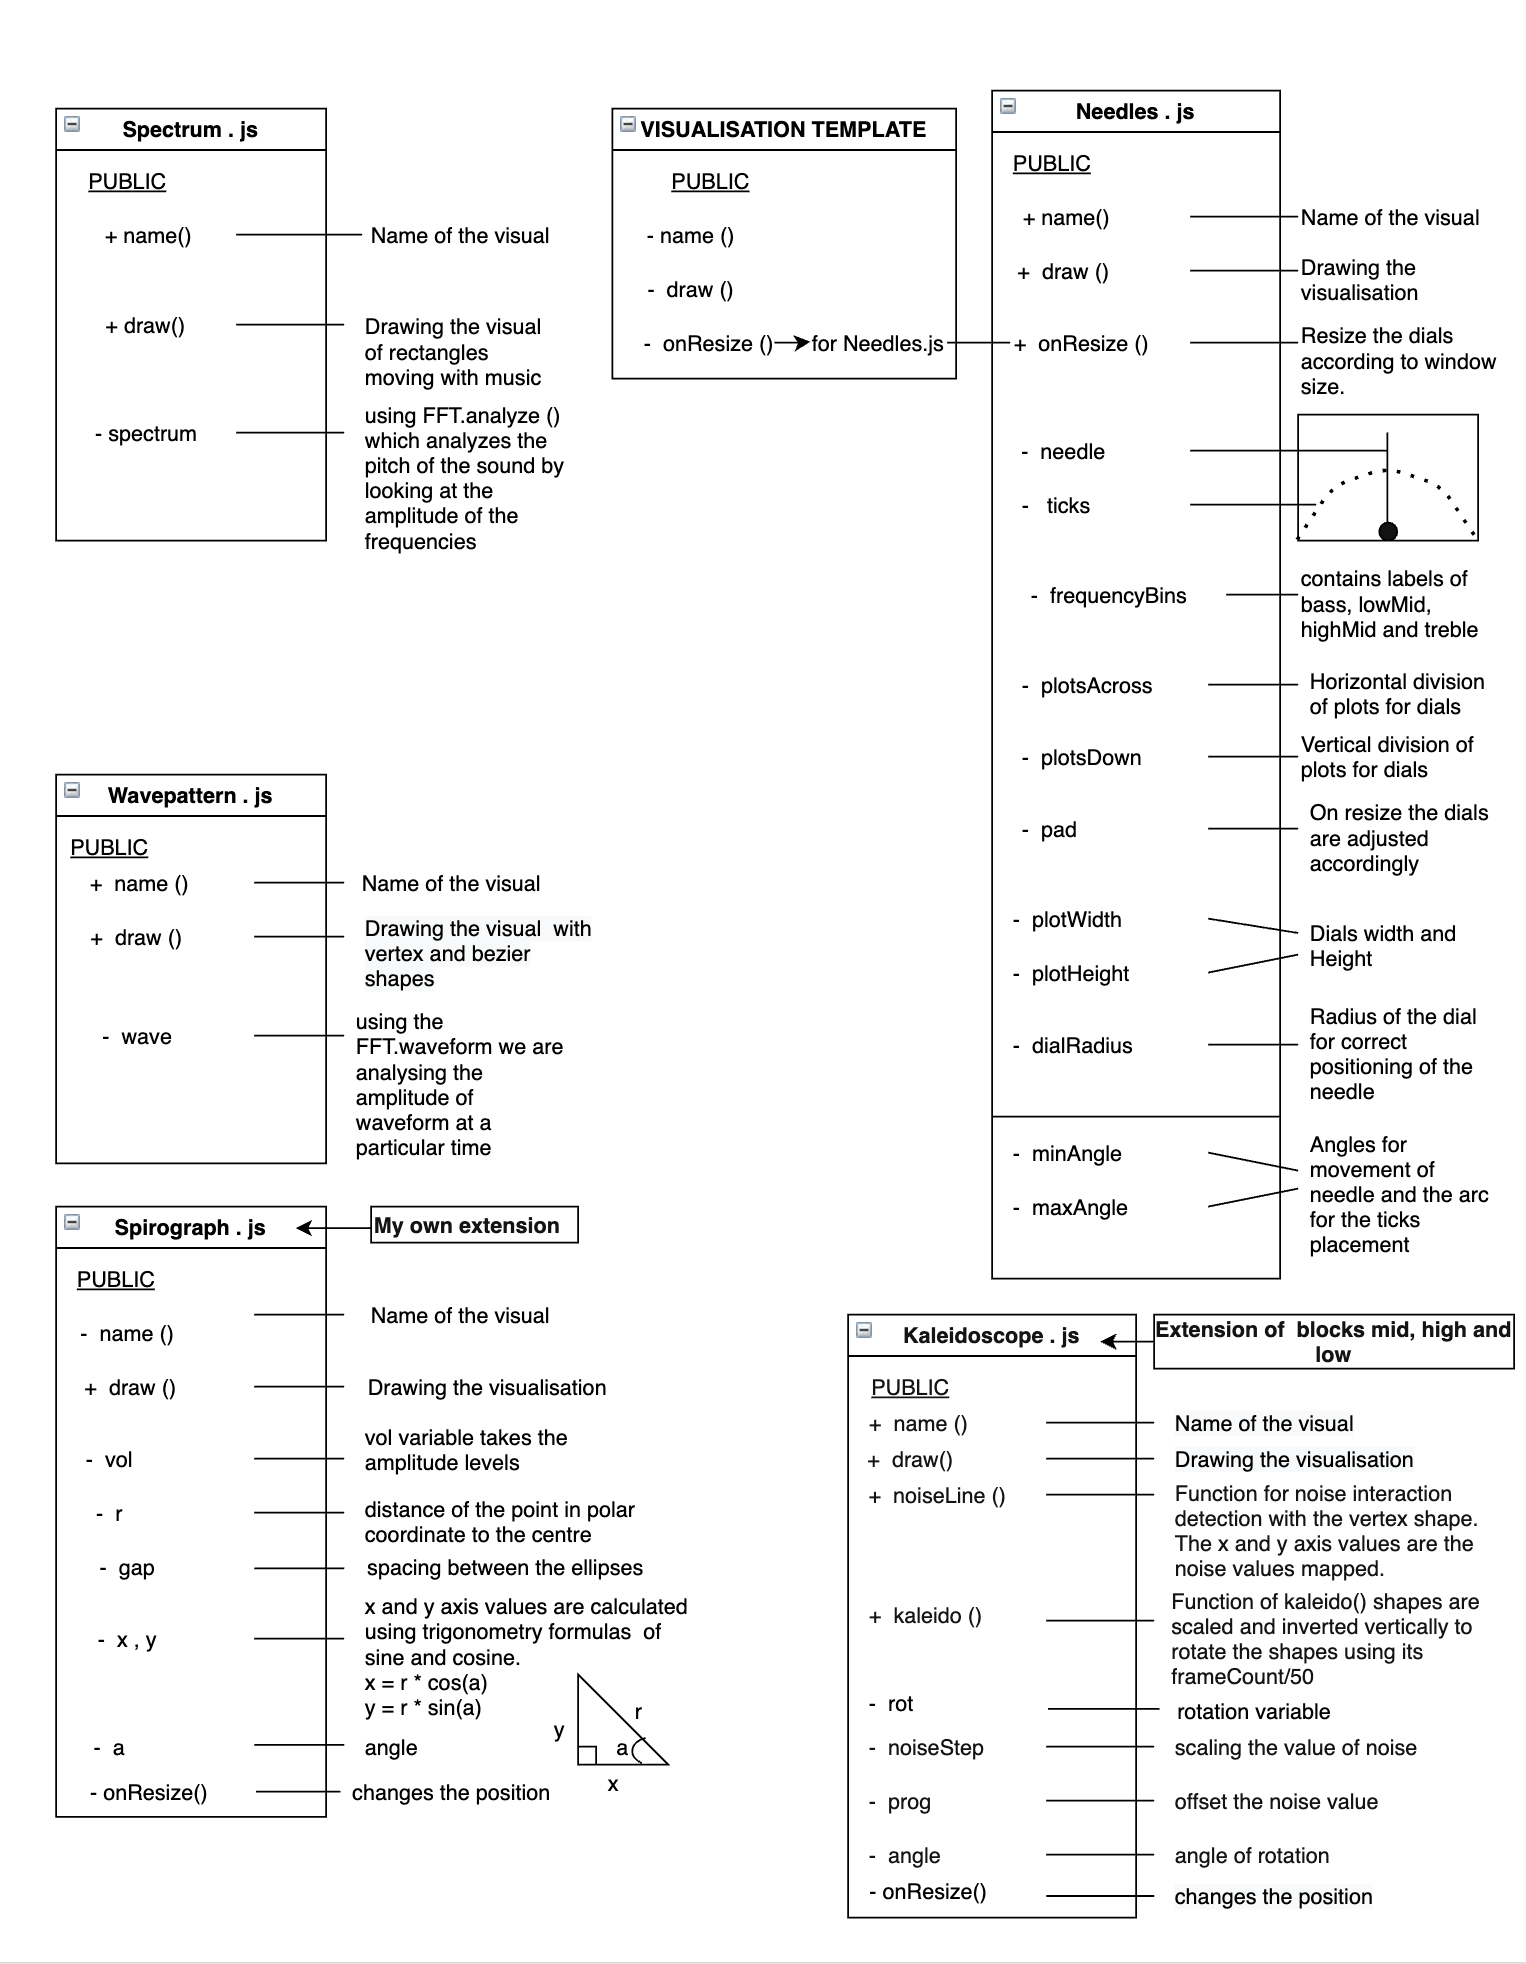 Spectrum . js
PUBLIC
+ name()
Name of the visual
+ draw()
Drawing the visual
of rectangles
moving with music
- spectrum
using FFT.analyze ()
which analyzes the
pitch of the sound by
looking at the
amplitude of the
frequencies
VISUALISATION TEMPLATE
PUBLIC
- name ()
- draw ()
- onResize ()
for Needles.js
Needles . js
PUBLIC
+ name()
Name of the visual
+ draw ()
Drawing the
visualisation
+ onResize ()
Resize the dials
according to window
size.
- needle
- ticks
- frequencyBins
contains labels of
bass, lowMid,
highMid and treble
- plotsAcross
Horizontal division
of plots for dials
- plotsDown
Vertical division of
plots for dials
- pad
On resize the dials
are adjusted
accordingly
- plotWidth
- plotHeight
Dials width and
Height
- dialRadius
Radius of the dial
for correct
positioning of the
needle
- minAngle
- maxAngle
Angles for
movement of
needle and the arc
for the ticks
placement
Wavepattern . js
PUBLIC
+ name ()
Name of the visual
+ draw ()
Drawing the visual with
vertex and bezier
shapes
- wave
using the
FFT.waveform we are
analysing the
amplitude of
waveform at a
particular time
Spirograph . js
My own extension
PUBLIC
- name ()
Name of the visual
+ draw ()
Drawing the visualisation
- vol
vol variable takes the
amplitude levels
- r
distance of the point in polar
coordinate to the centre
- gap
spacing between the ellipses
- x , y
x and y axis values are calculated
using trigonometry formulas of
sine and cosine.
x = r * cos(a)
y = r * sin(a)
- a
angle
- onResize()
changes the position
y
r
a
x
Kaleidoscope . js
Extension of blocks mid, high and
low
PUBLIC
+ name ()
Name of the visual
+ draw()
Drawing the visualisation
+ noiseLine ()
Function for noise interaction
detection with the vertex shape.
The x and y axis values are the
noise values mapped.
+ kaleido ()
Function of kaleido() shapes are
scaled and inverted vertically to
rotate the shapes using its
frameCount/50
- rot
rotation variable
- noiseStep
scaling the value of noise
- prog
offset the noise value
- angle
angle of rotation
- onResize()
changes the position